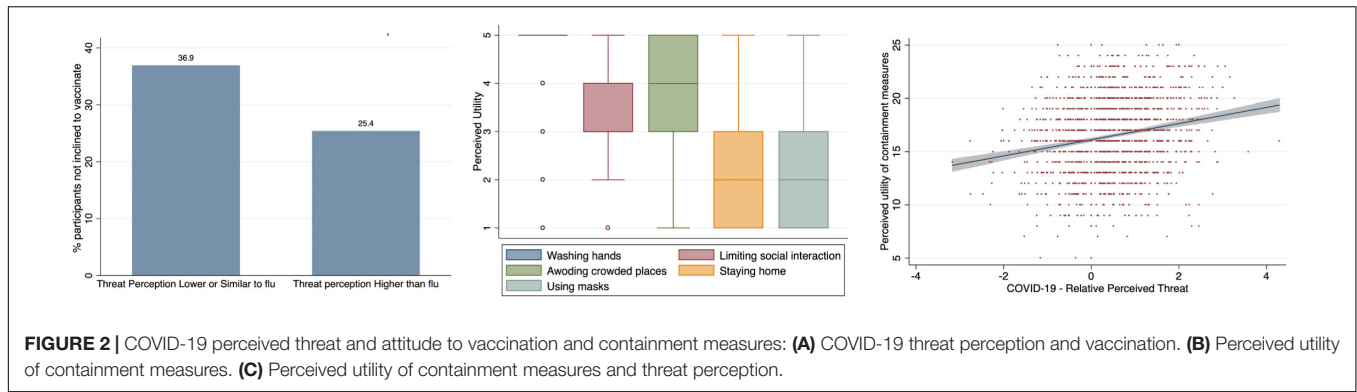 % participants not inclined to vaccinate
40
30
20
10
0
36.9
25.4
Threat Perception Lower or Similar to flu
Threat perception Higher than flu
Perceived Utility
5
4
3
2
1
Washing hands
Limiting social interaction
Awoding crowded places
Staying home
Using masks
Perceived utility of containment measures
25
20
15
10
5
-4
-2
0
2
4
COVID-19 - Relative Perceived Threat
FIGURE 2 | COVID-19 perceived threat and attitude to vaccination and containment measures: (A) COVID-19 threat perception and vaccination. (B) Perceived utility
of containment measures. (C) Perceived utility of containment measures and threat perception.